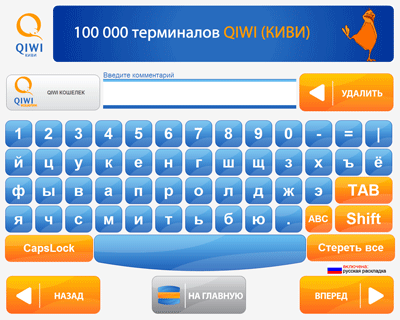 QIWI
КИВИ
100 000 терминалов QIWI (КИВИ)
Введите комментарий
QIWI
QIWI КОШЕЛЕК
УДАЛИТЬ
1 2 3 4 5 6 7 8 9 0 - = |
й ц у к е н г ш щ з х ъ ё
ф ы в а п р о л д ж э TAB
я ч с м и т ь б ю . ABC Shift
CapsLock
Стереть все
включена:
русская раскладка
НАЗАД
НА ГЛАВНУЮ
ВПЕРЕД